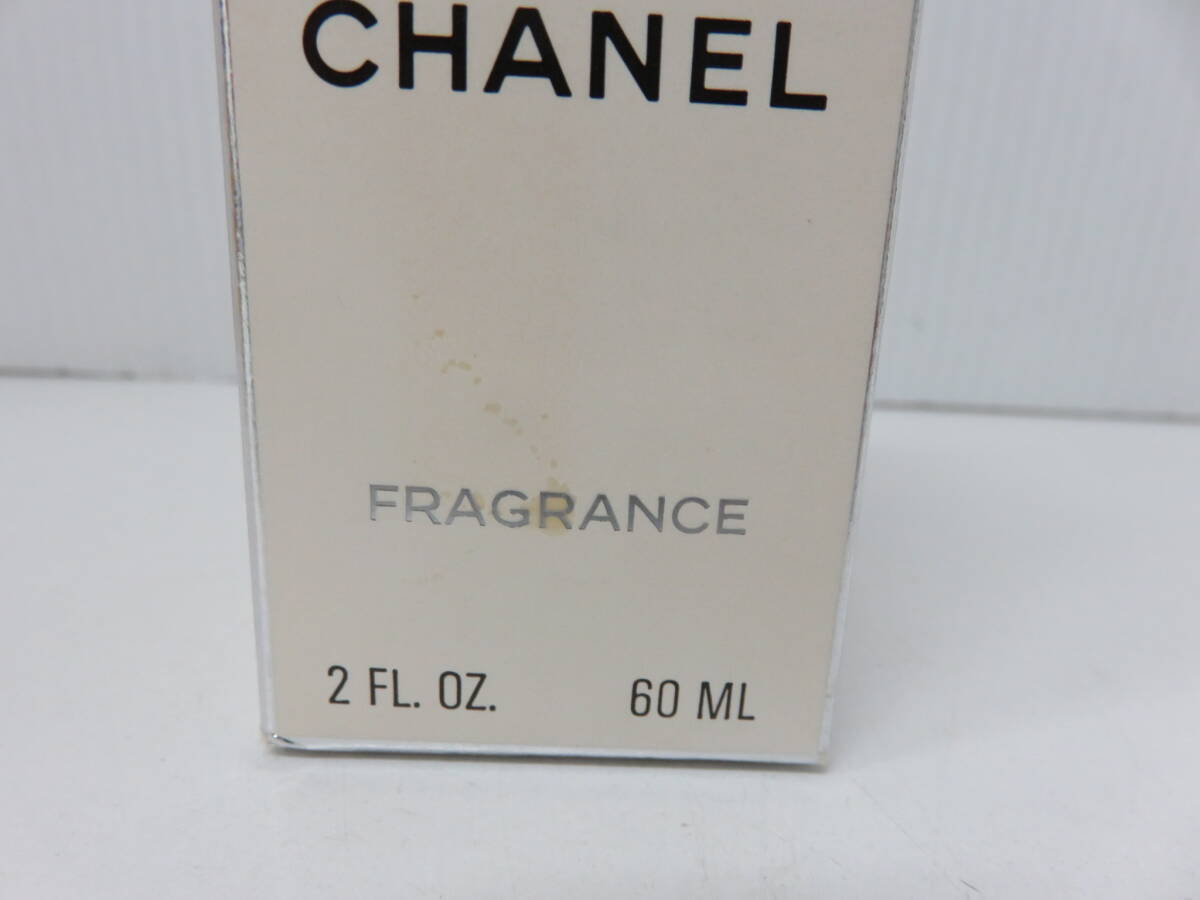 CHANEL
FRAGRANCE
2 FL. OZ. 60 ML